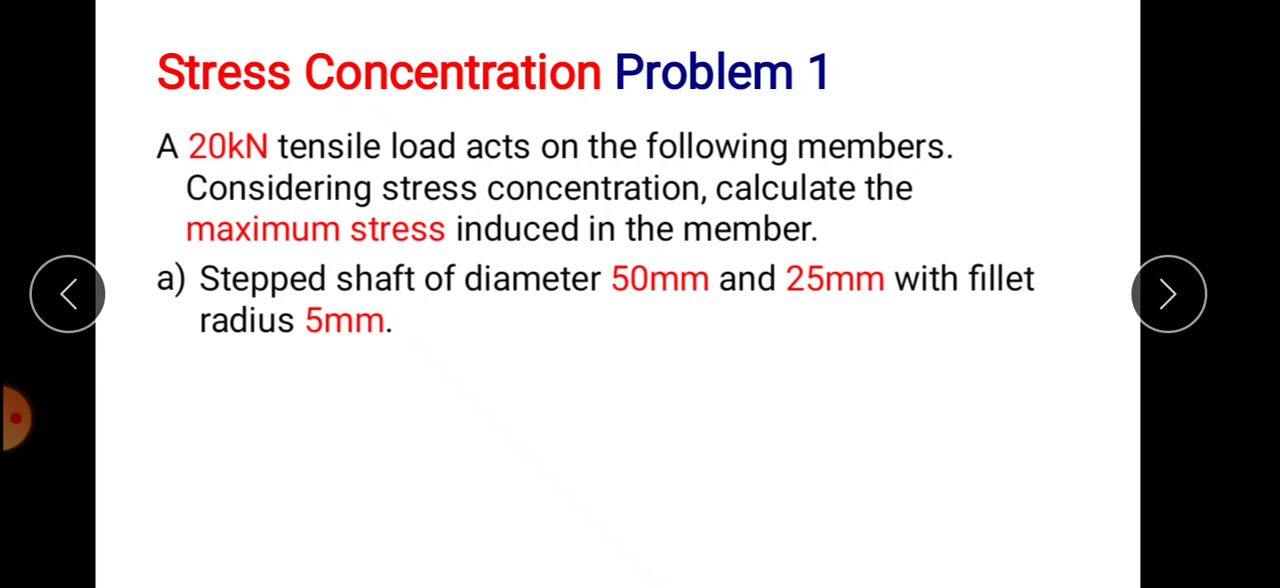 Stress Concentration Problem 1
A 20kN tensile load acts on the following members.
Considering stress concentration, calculate the
maximum stress induced in the member.
a) Stepped shaft of diameter 50mm and 25mm with fillet
radius 5mm.